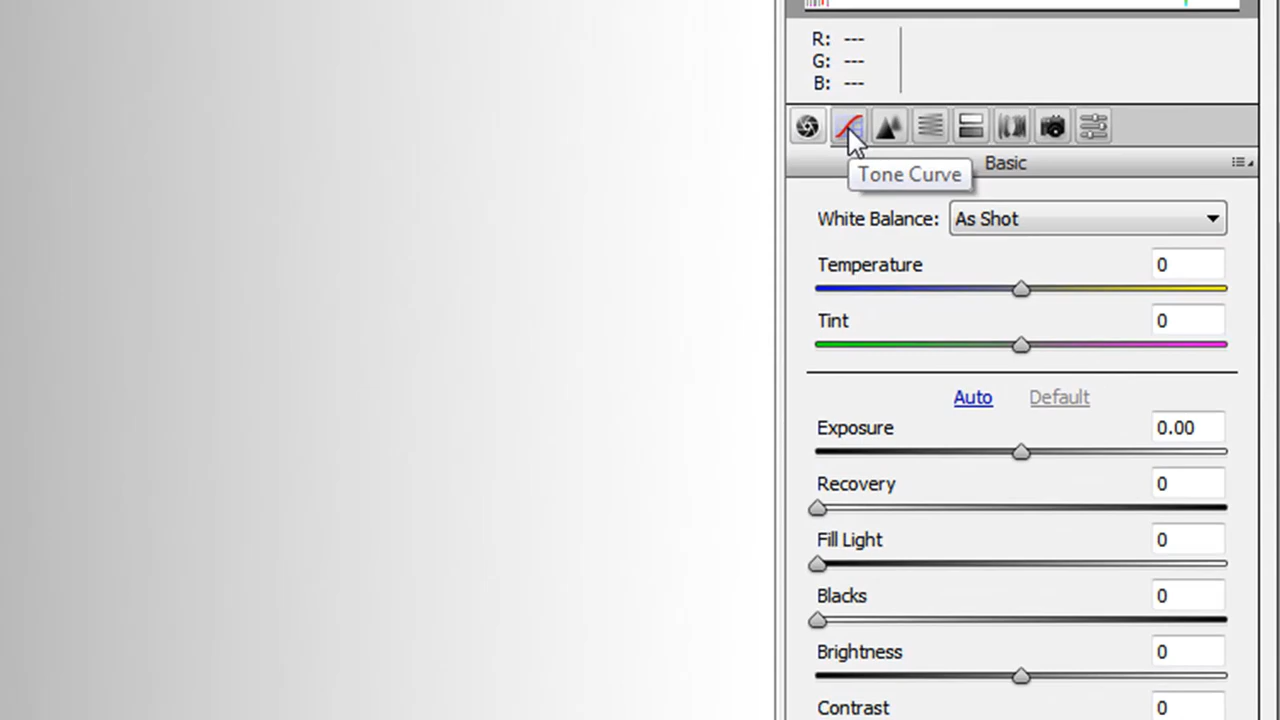 R: ---
G: ---
B: ---
Basic
Tone Curve
White Balance: As Shot
Temperature 0
Tint 0
Auto Default
Exposure 0.00
Recovery 0
Fill Light 0
Blacks 0
Brightness 0
Contrast 0